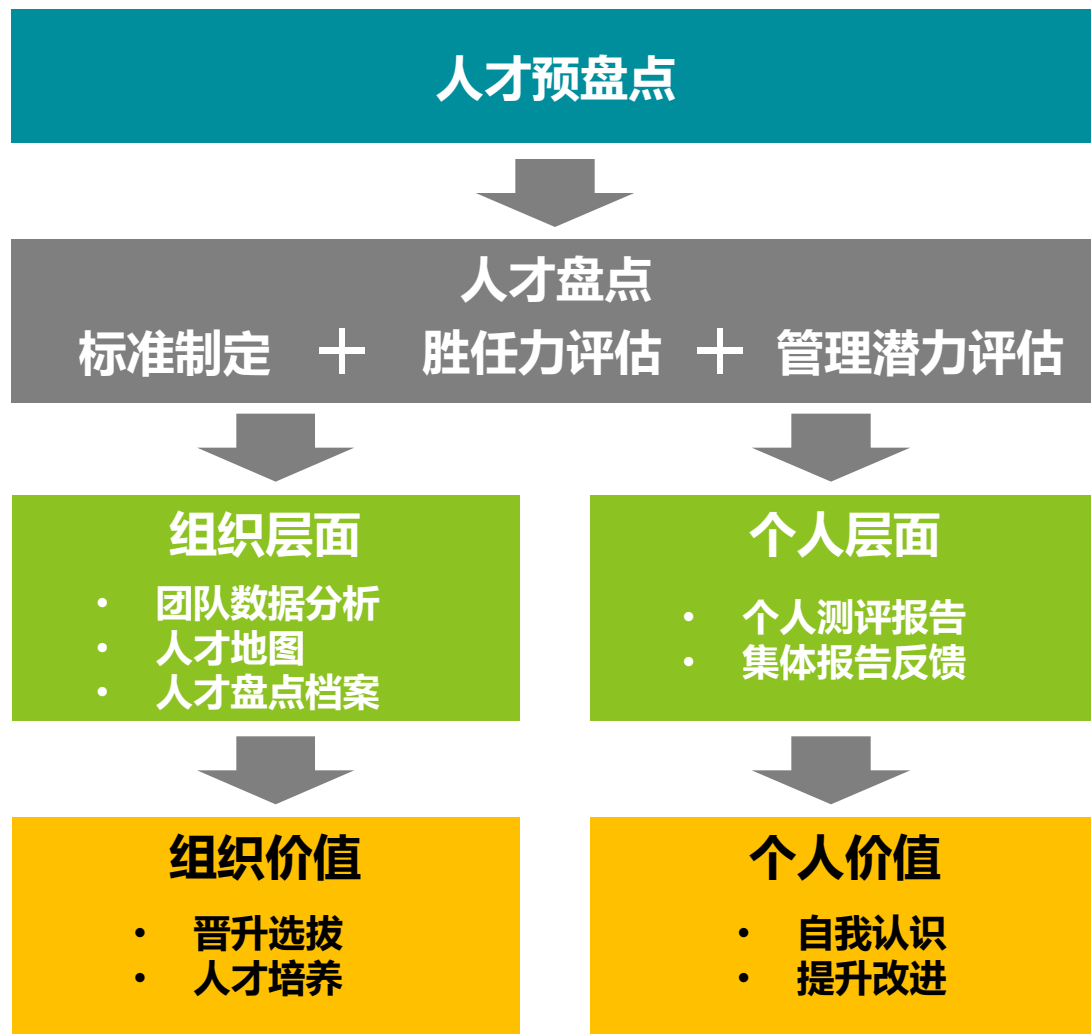 人才预盘点
人才盘点
标准制定 + 胜任力评估 + 管理潜力评估
组织层面
• 团队数据分析
• 人才地图
• 人才盘点档案
个人层面
• 个人测评报告
• 集体报告反馈
组织价值
• 晋升选拔
• 人才培养
个人价值
• 自我认识
• 提升改进